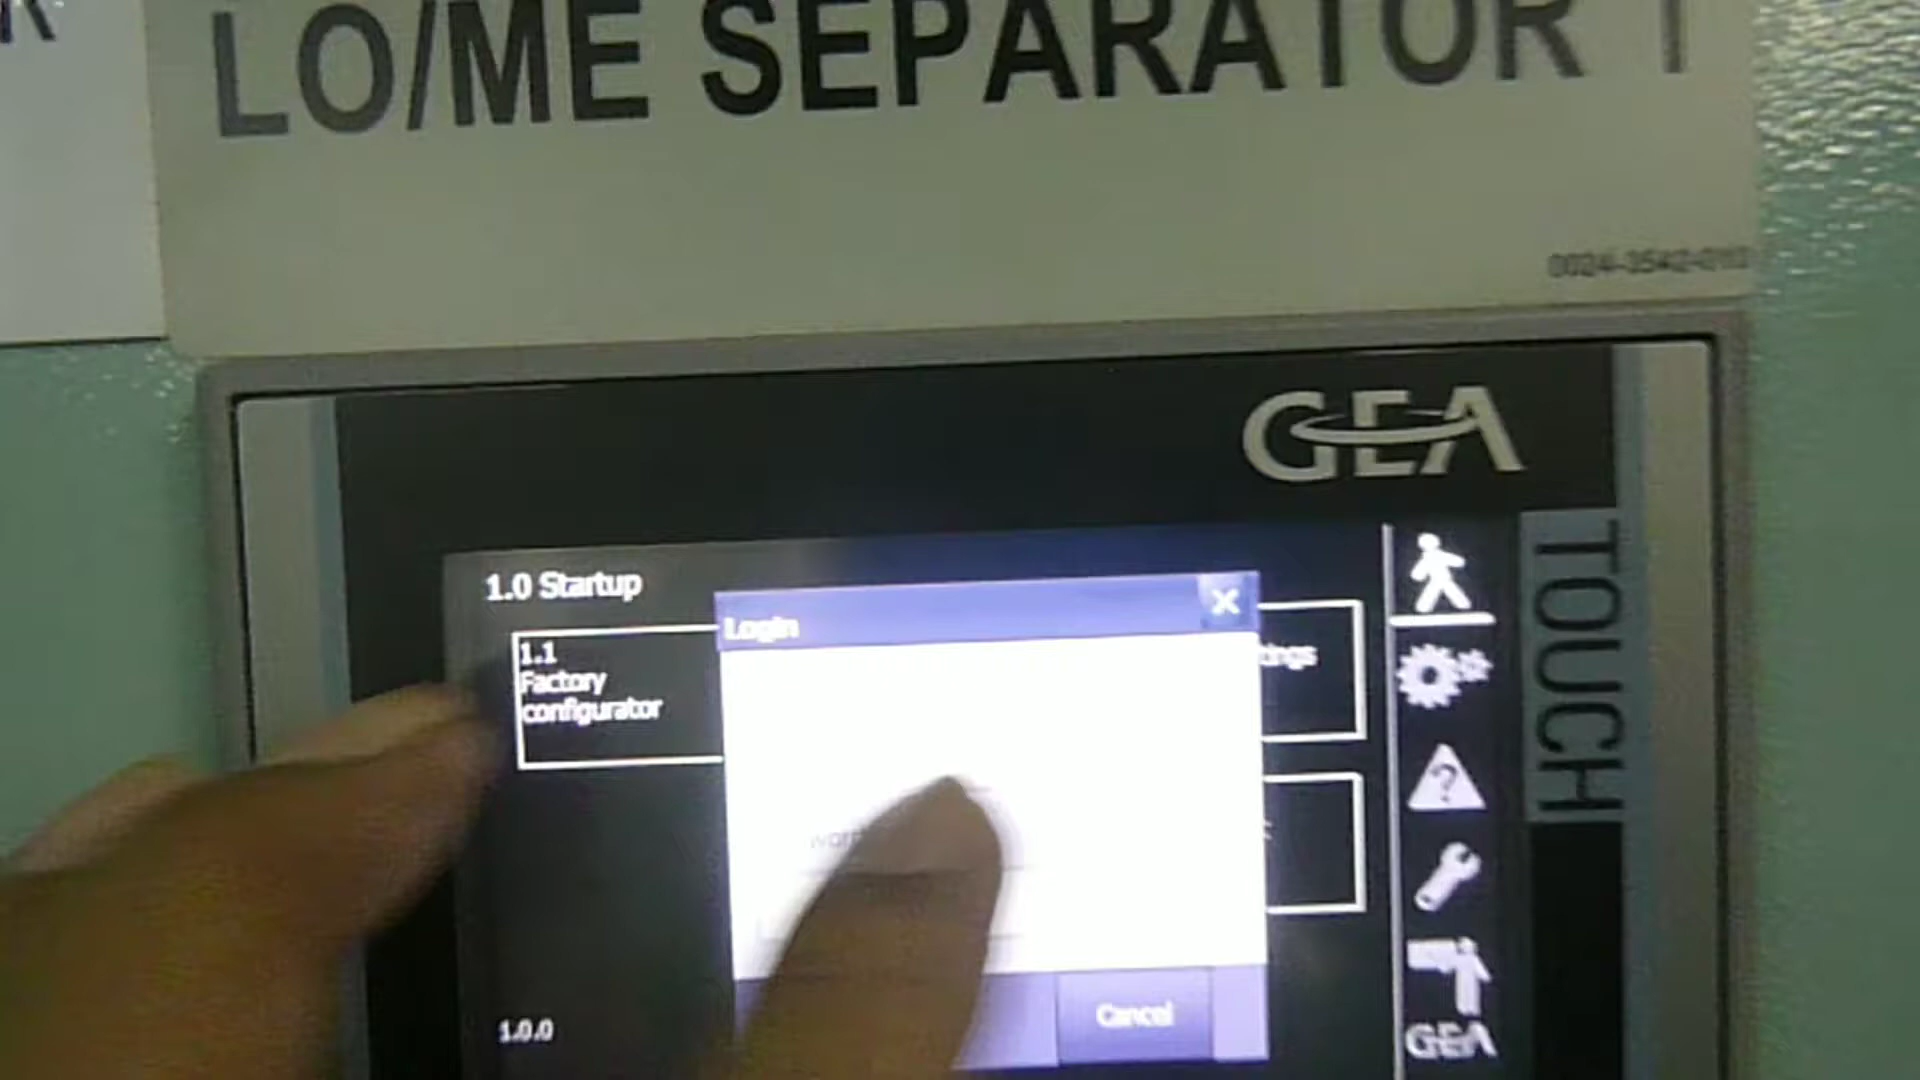 R
LO/ME SEPARATOR 1
GEA
TOUCH
1.0 Startup
Login
1.1
Factory
configurator
tings
Cancel
1.0.0
GEA